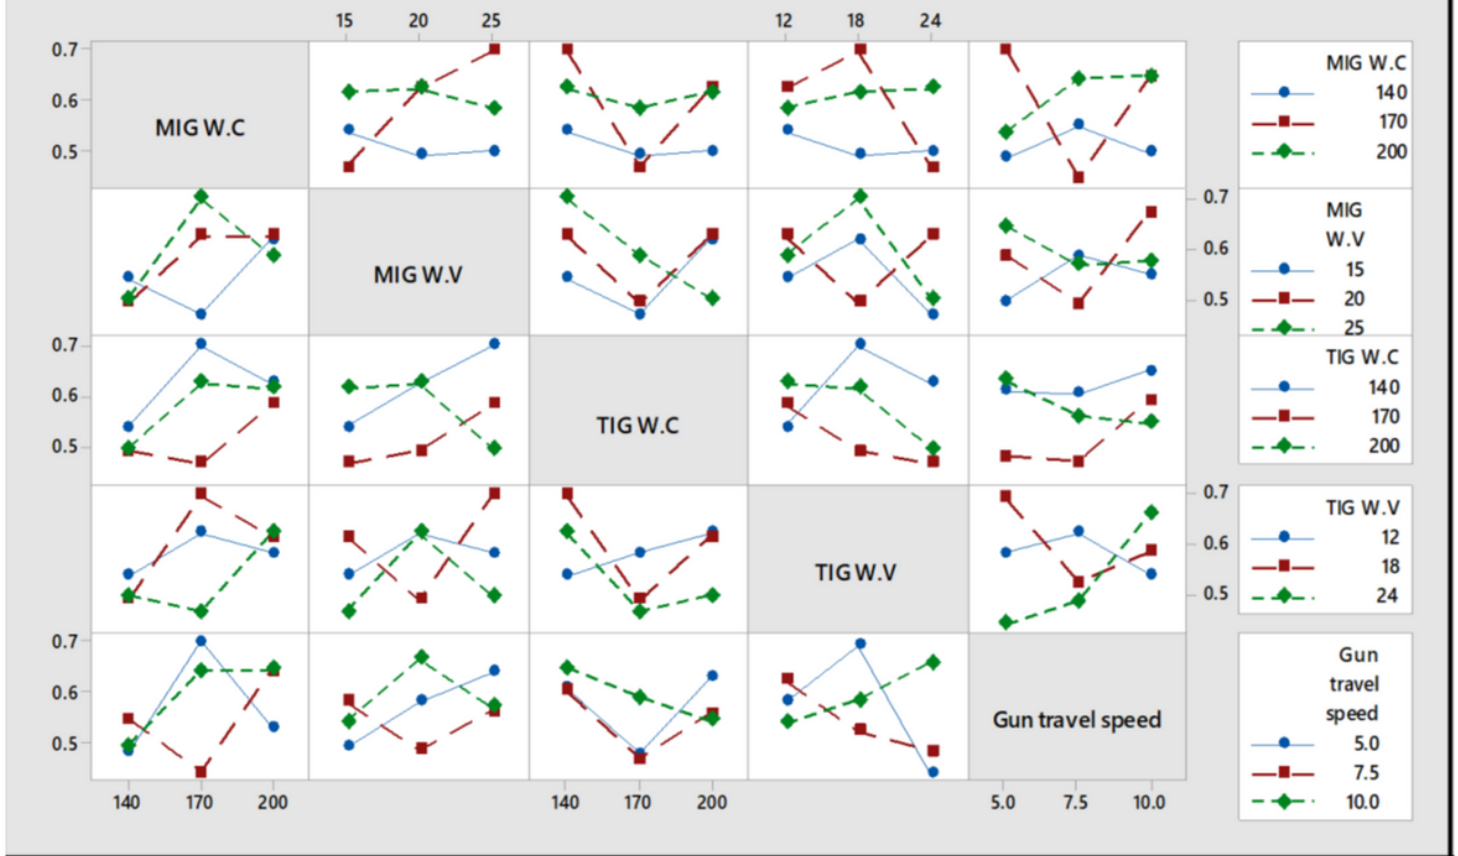 15 20 25 12 18 24
0.7
0.6
0.5
MIG W.C
MIG W.C
140
170
200
MIG W.V
0.7
0.6
0.5
MIG
W.V
15
20
25
0.7
0.6
0.5
TIG W.C
TIG W.C
140
170
200
TIG W.V
0.7
0.6
0.5
TIG W.V
12
18
24
0.7
0.6
0.5
Gun travel speed
Gun
travel
speed
5.0
7.5
10.0
140 170 200 140 170 200 5.0 7.5 10.0